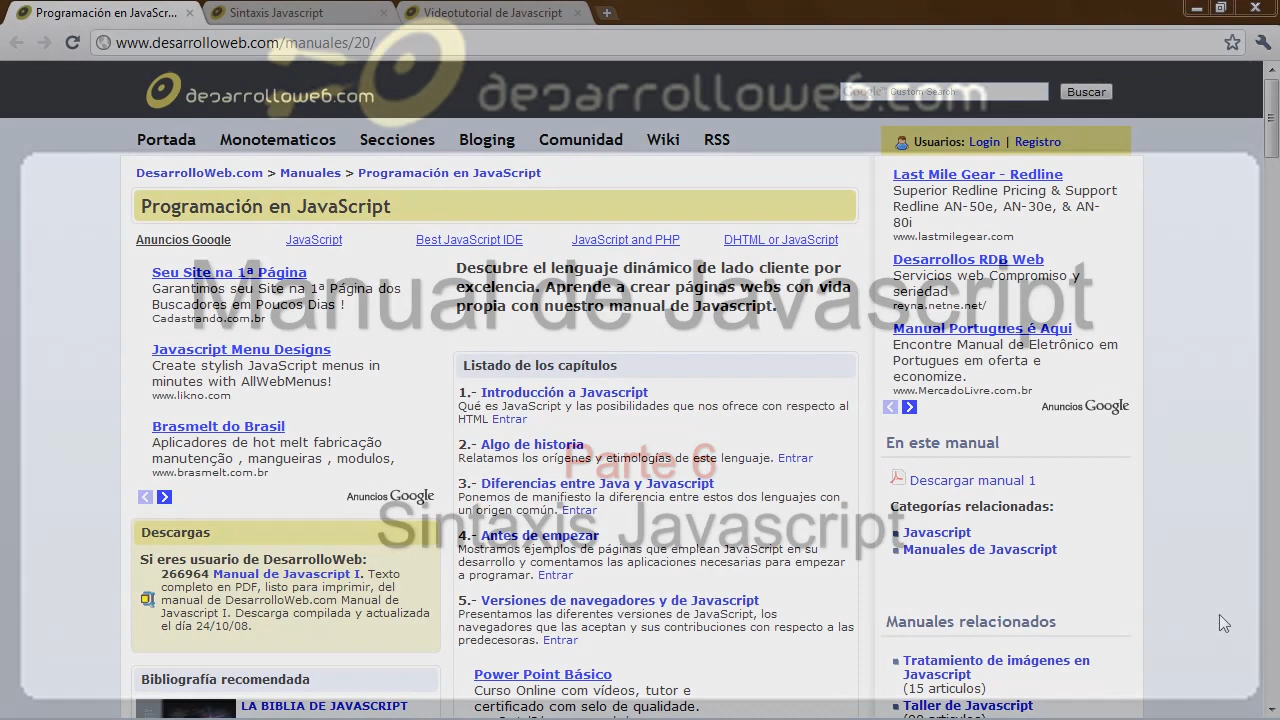 Programación en JavaScr...
Sintaxis Javascript
Videotutorial de Javascript
www.desarrolloweb.com/manuales/20/
desarrolloweb.com
desarrolloweb.com
Google™ Custom Search
Buscar
Portada Monotematicos Secciones Bloging Comunidad Wiki RSS
Usuarios: Login | Registro
DesarrolloWeb.com > Manuales > Programación en JavaScript
Programación en JavaScript
Anuncios Google JavaScript Best JavaScript IDE JavaScript and PHP DHTML or JavaScript
Manual de Javascript
Parte 6
Sintaxis Javascript
Seu Site na 1ª Página
Garantimos seu Site na 1ª Página dos
Buscadores em Poucos Dias !
Cadastrando.com.br
Javascript Menu Designs
Create stylish JavaScript menus in
minutes with AllWebMenus!
www.likno.com
Brasmelt do Brasil
Aplicadores de hot melt fabricação
manutenção , mangueiras , modulos,
www.brasmelt.com.br
Anuncios Google
Descargas
Si eres usuario de DesarrolloWeb:
266964 Manual de Javascript I. Texto
completo en PDF, listo para imprimir, del
manual de DesarrolloWeb.com Manual de
Javascript I. Descarga compilada y actualizada
el día 24/10/08.
Bibliografía recomendada
LA BIBLIA DE JAVASCRIPT
Descubre el lenguaje dinámico de lado cliente por
excelencia. Aprende a crear páginas webs con vida
propia con nuestro manual de Javascript.
Listado de los capítulos
1.- Introducción a Javascript
Qué es JavaScript y las posibilidades que nos ofrece con respecto al
HTML Entrar
2.- Algo de historia
Relatamos los orígenes y etimología de este lenguaje. Entrar
3.- Diferencias entre Java y Javascript
Ponemos de manifiesto la diferencia entre estos dos lenguajes con
un origen común. Entrar
4.- Antes de empezar
Mostramos ejemplos de páginas que emplean JavaScript en su
desarrollo y comentamos las aplicaciones necesarias para empezar
a programar. Entrar
5.- Versiones de navegadores y de Javascript
Presentamos las diferentes versiones de JavaScript, los
navegadores que las aceptan y sus contribuciones con respecto a las
predecesoras. Entrar
Power Point Básico
Curso Online com vídeos, tutor e
certificado com selo de qualidade.
Last Mile Gear - Redline
Superior Redline Pricing & Support
Redline AN-50e, AN-30e, & AN-
80i
www.lastmilegear.com
Desarrollos RDB Web
Servicios web Compromiso y
seriedad
reyna.netne.net/
Manual Portugues é Aqui
Encontre Manual de Eletrônico em
Portugues em oferta e
economize.
www.MercadoLivre.com.br
Anuncios Google
En este manual
Descargar manual 1
Categorías relacionadas:
Javascript
Manuales de Javascript
Manuales relacionados
Tratamiento de imágenes en
Javascript
(15 articulos)
Taller de Javascript